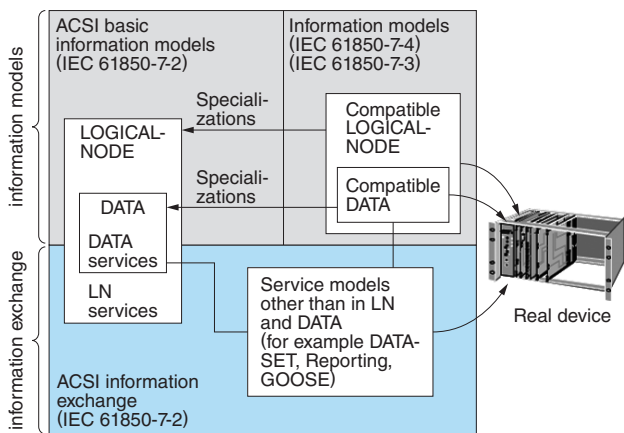 ACSI basic
information models
(IEC 61850-7-2)
Information models
(IEC 61850-7-4)
(IEC 61850-7-3)
information models
Speciali-
zations
LOGICAL-
NODE
Compatible
LOGICAL-
NODE
Speciali-
zations
DATA
Compatible
DATA
DATA
services
LN
services
information exchange
Service models
other than in LN
and DATA
(for example DATA-
SET, Reporting,
GOOSE)
Real device
ACSI information
exchange
(IEC 61850-7-2)